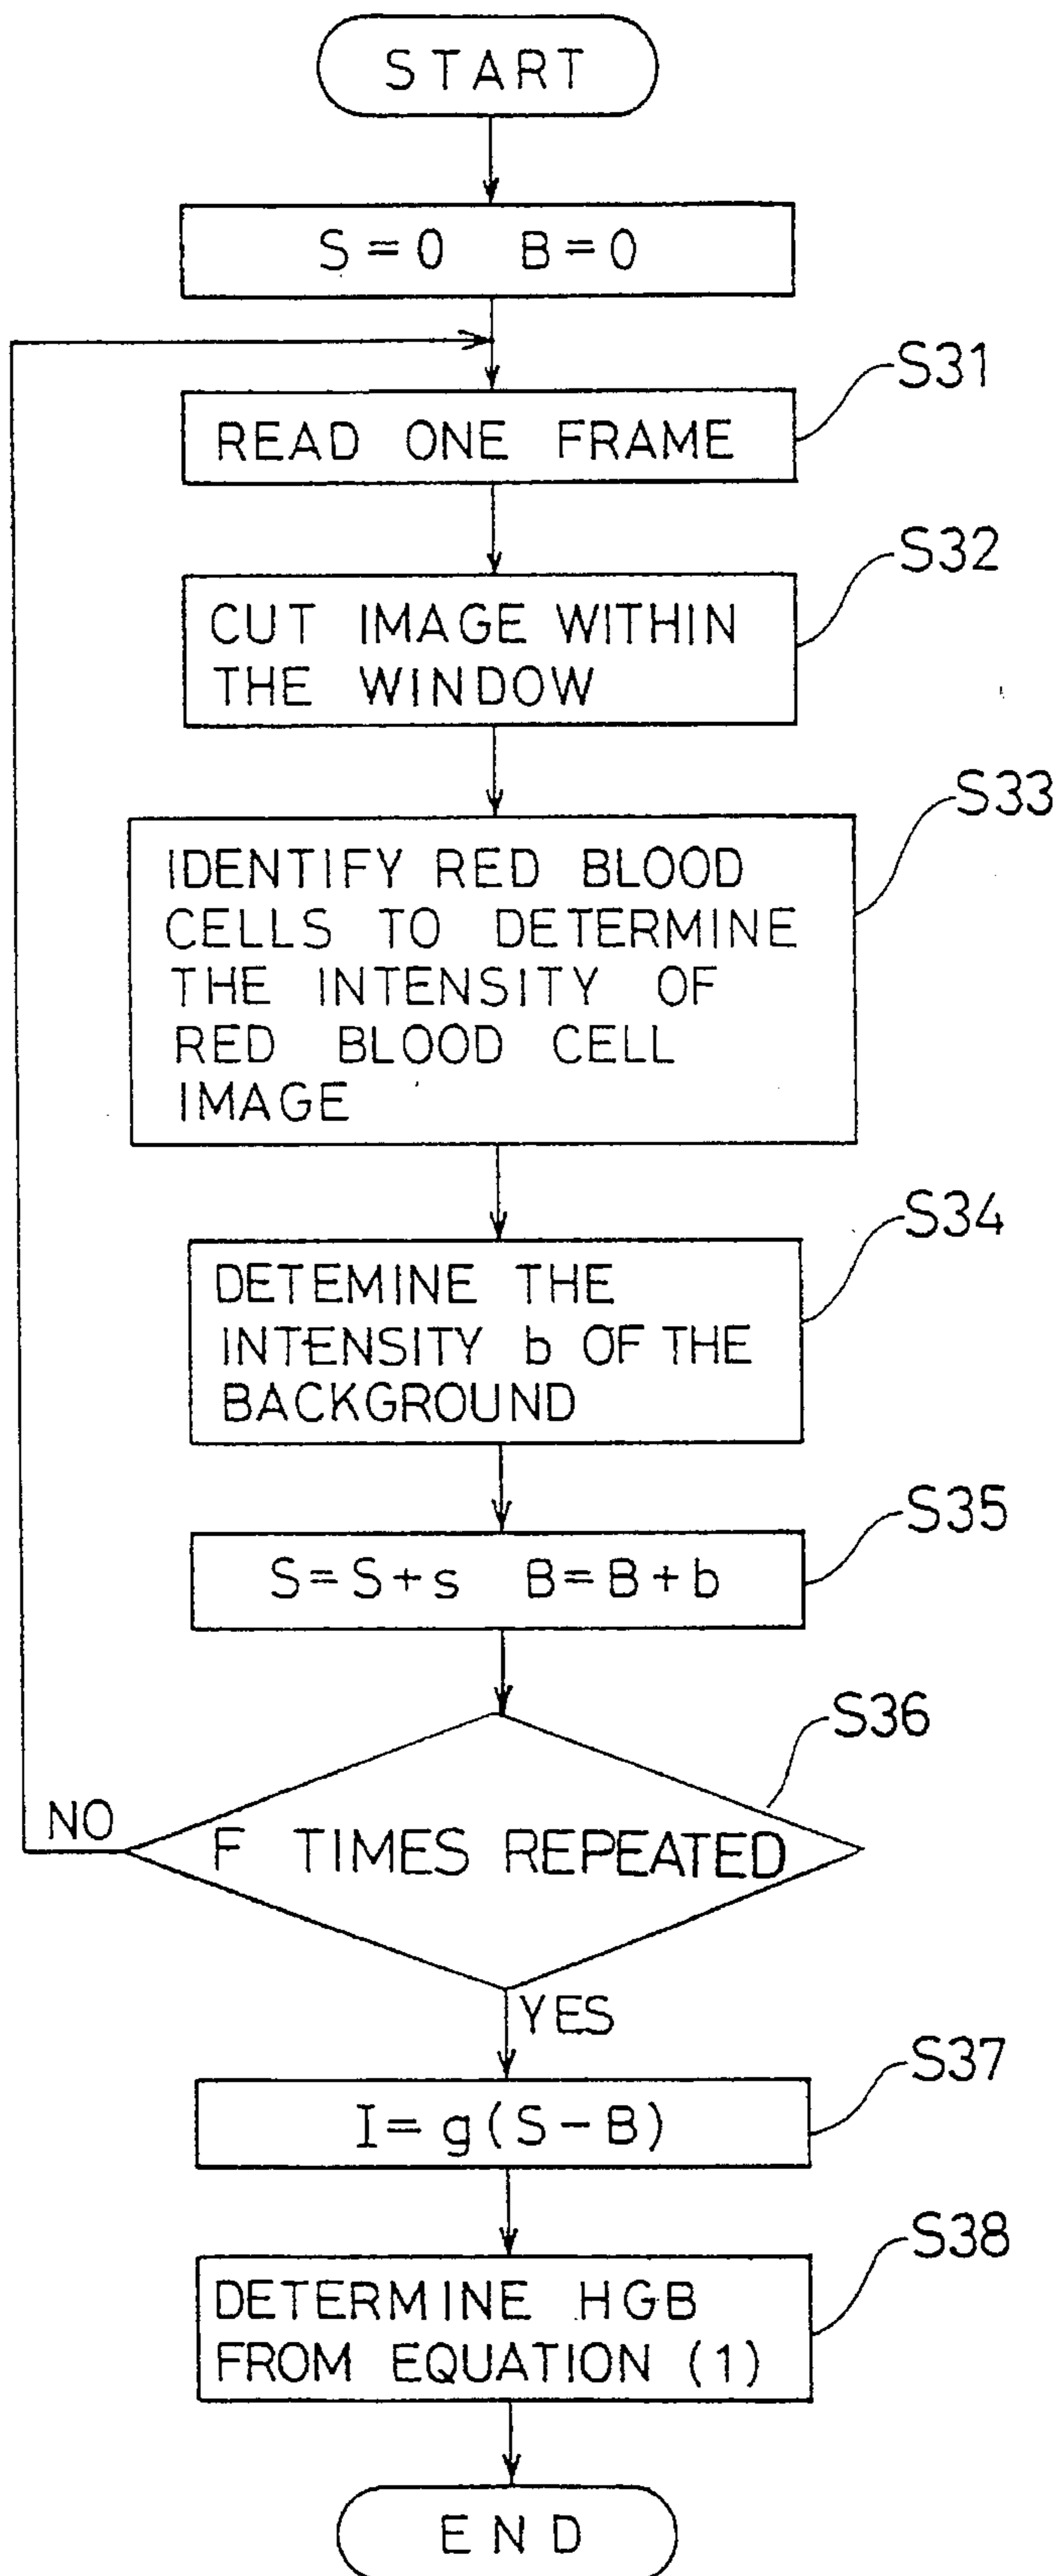 START
S=0 B=0
S31
READ ONE FRAME
S32
CUT IMAGE WITHIN
THE WINDOW
S33
IDENTIFY RED BLOOD
CELLS TO DETERMINE
THE INTENSITY OF
RED BLOOD CELL
IMAGE
S34
DETEMINE THE
INTENSITY b OF THE
BACKGROUND
S35
S=S+s B=B+b
S36
NO
F TIMES REPEATED
YES
S37
I=g(S-B)
S38
DETERMINE HGB
FROM EQUATION (1)
END